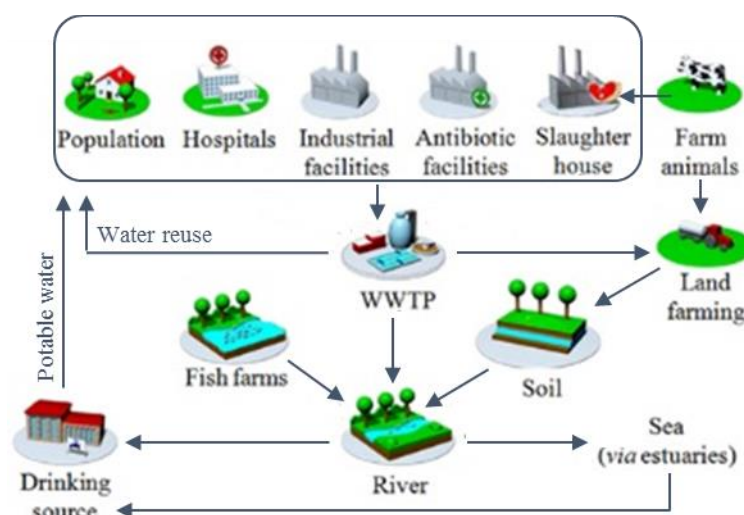 Population
Hospitals
Industrial
facilities
Antibiotic
facilities
Slaughter
house
Farm
animals
Water reuse
WWTP
Land
farming
Potable water
Fish farms
Soil
Sea
(via estuaries)
River
Drinking
source